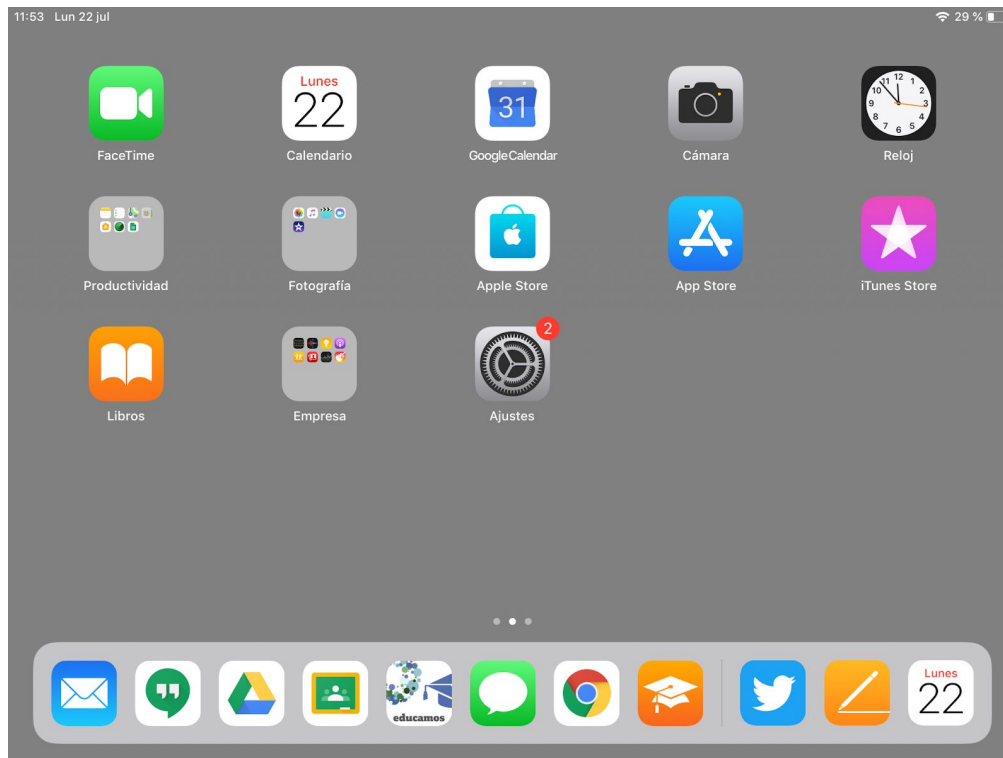 11:53 Lun 22 jul 29 %
Lunes
22 31 12 1 2 3 4 5 6 7 8 9 10 11
FaceTime Calendario Google Calendar Cámara Reloj
Productividad Fotografía Apple Store App Store iTunes Store
2
Libros Empresa Ajustes
educamos
Lunes
22